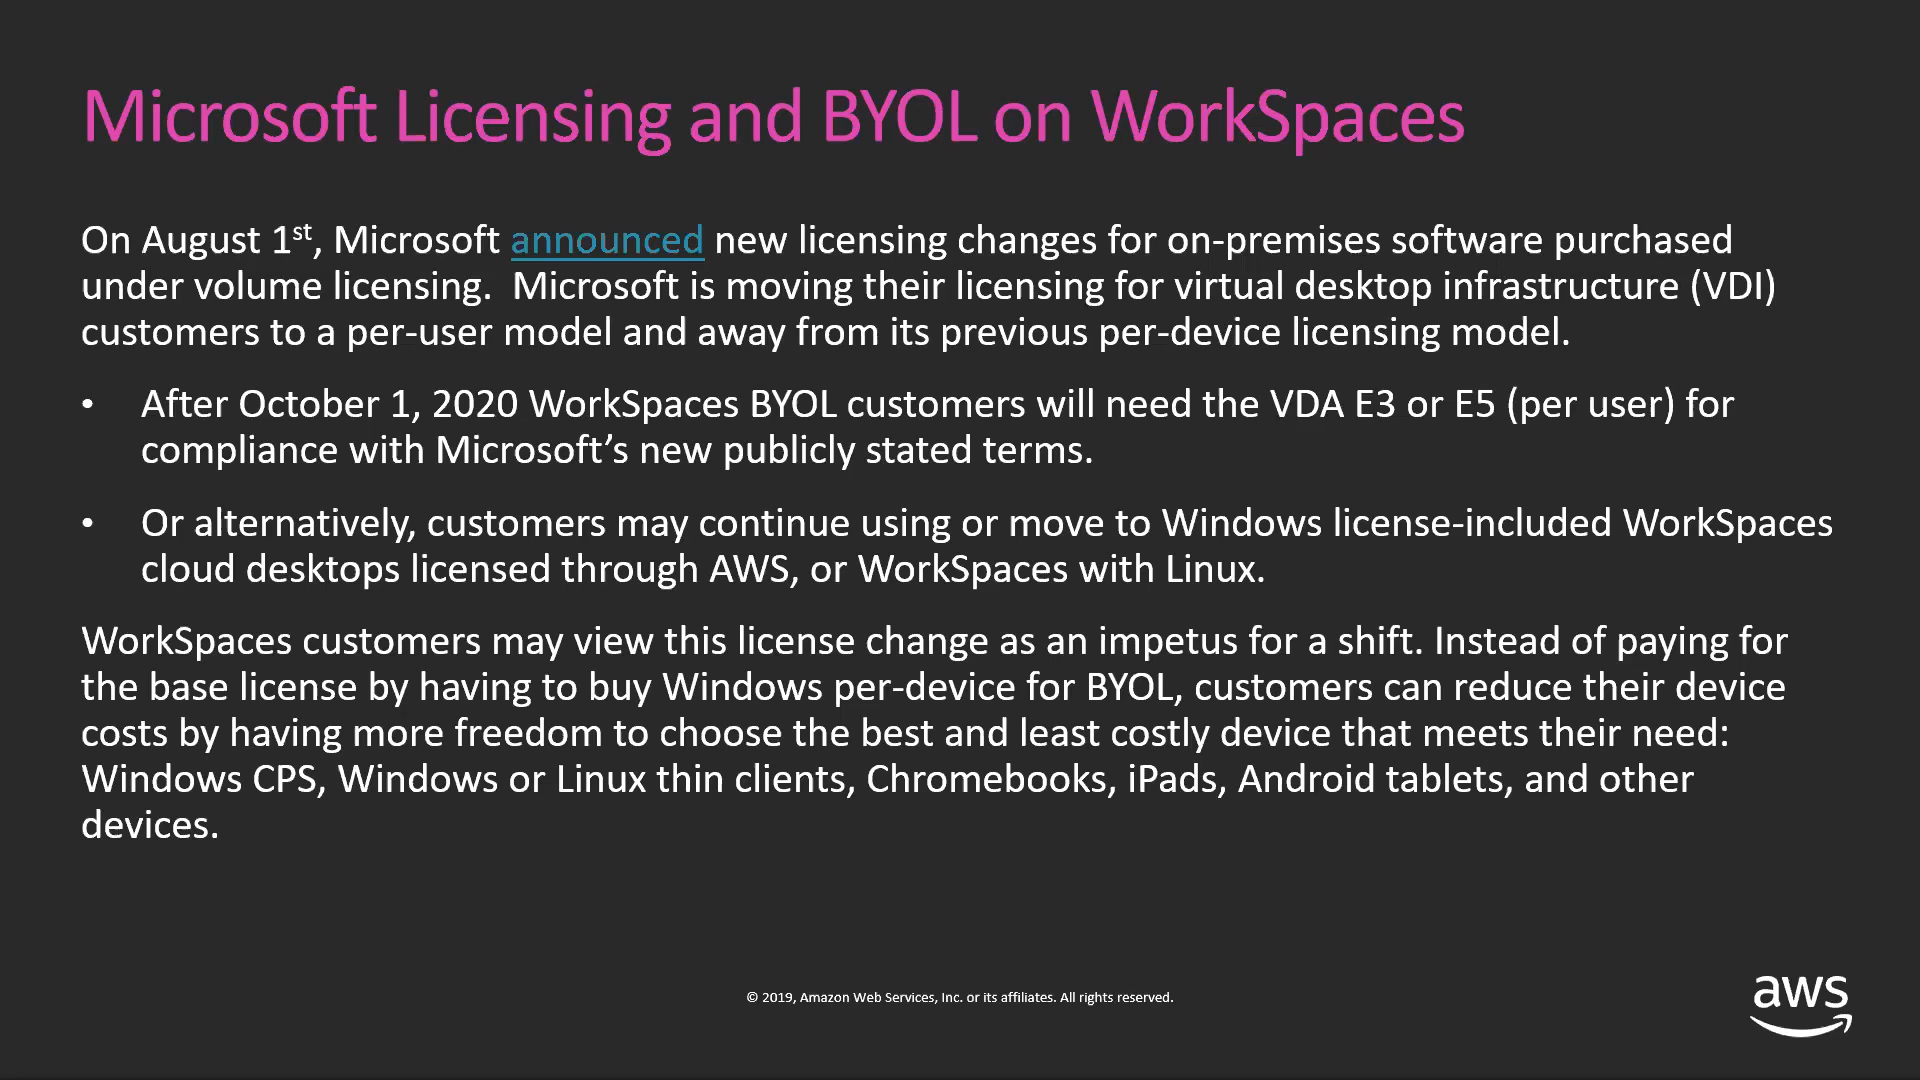 Microsoft Licensing and BYOL on WorkSpaces
On August 1st, Microsoft announced new licensing changes for on-premises software purchased
under volume licensing.  Microsoft is moving their licensing for virtual desktop infrastructure (VDI)
customers to a per-user model and away from its previous per-device licensing model.
• After October 1, 2020 WorkSpaces BYOL customers will need the VDA E3 or E5 (per user) for
compliance with Microsoft’s new publicly stated terms.
• Or alternatively, customers may continue using or move to Windows license-included WorkSpaces
cloud desktops licensed through AWS, or WorkSpaces with Linux.
WorkSpaces customers may view this license change as an impetus for a shift. Instead of paying for
the base license by having to buy Windows per-device for BYOL, customers can reduce their device
costs by having more freedom to choose the best and least costly device that meets their need:
Windows CPS, Windows or Linux thin clients, Chromebooks, iPads, Android tablets, and other
devices.
© 2019, Amazon Web Services, Inc. or its affiliates. All rights reserved.
aws